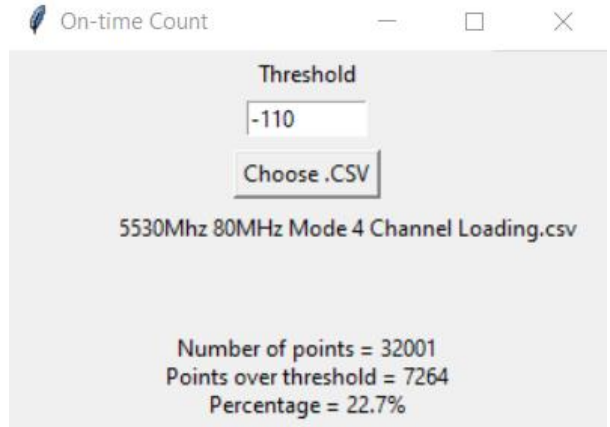 On-time Count
Threshold
-110
Choose .CSV
5530Mhz 80MHz Mode 4 Channel Loading.csv
Number of points = 32001
Points over threshold = 7264
Percentage = 22.7%